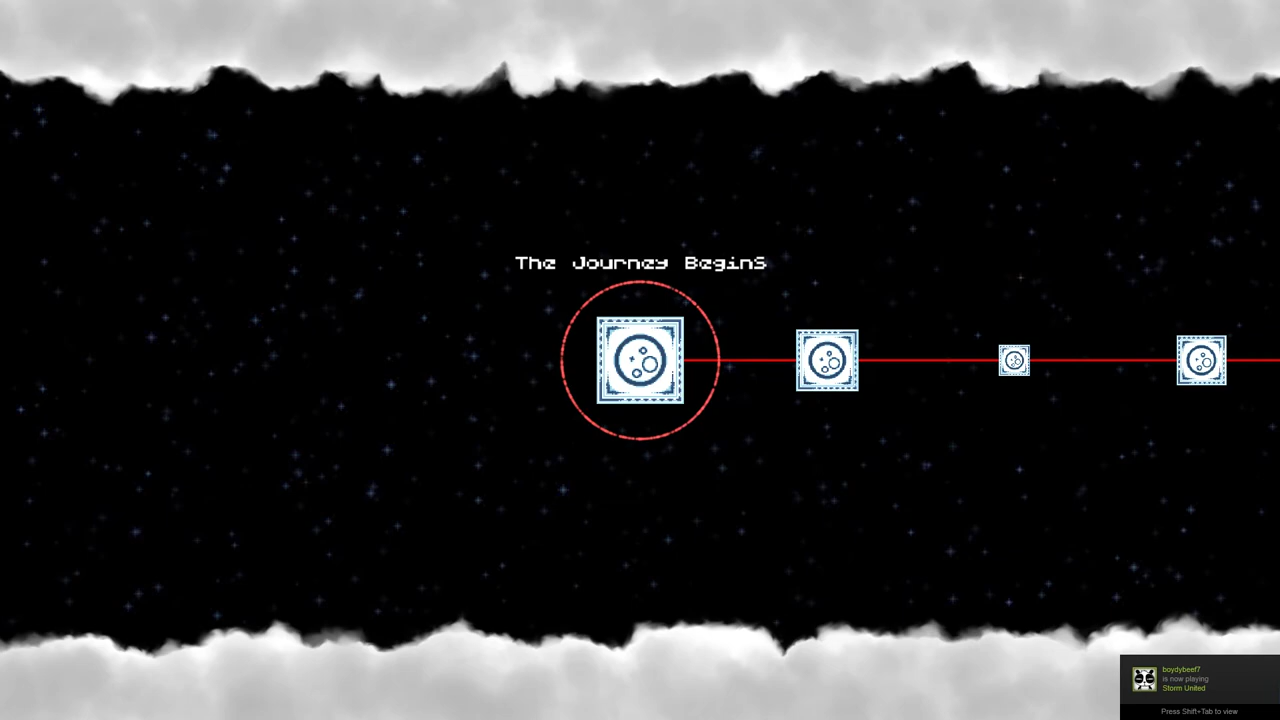 The Journey BeginS
boydybeef7
is now playing
Storm United
Press Shift+Tab to view